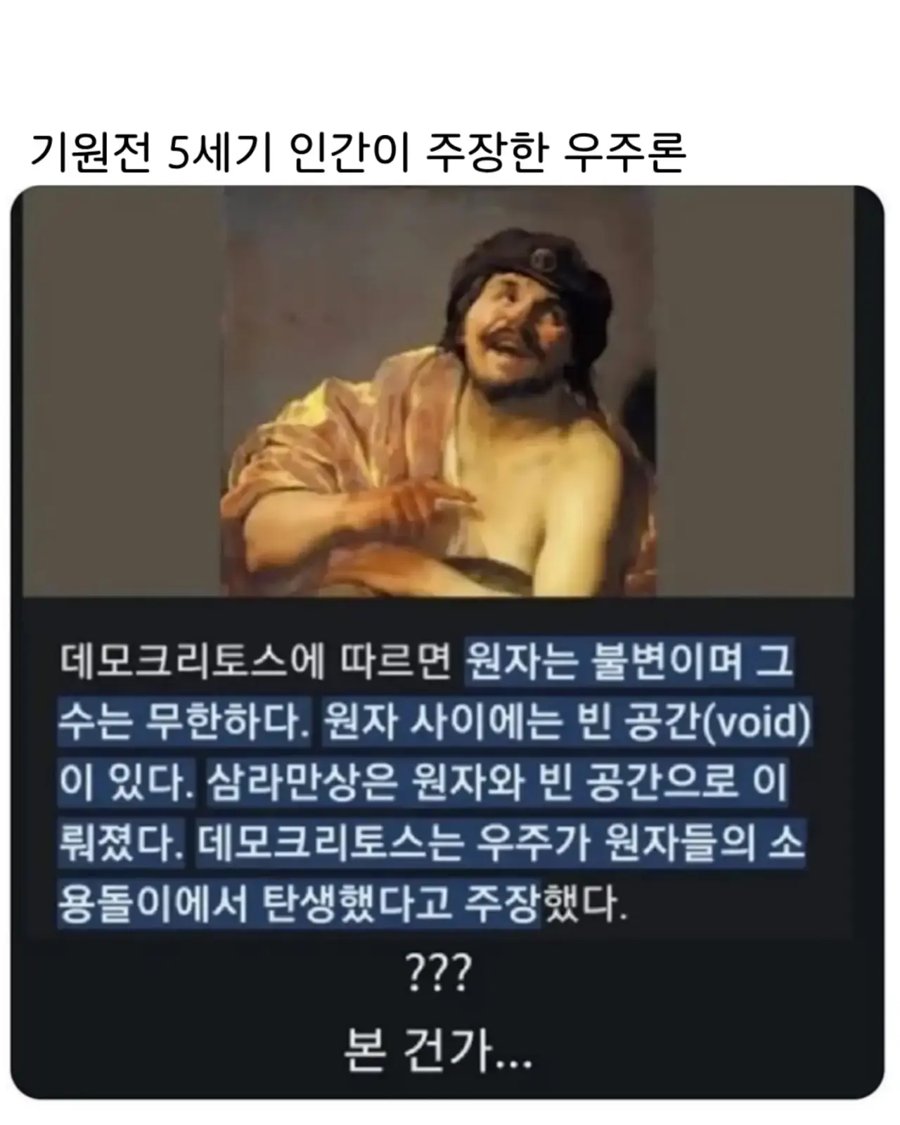 기원전 5세기 인간이 주장한 우주론
데모크리토스에 따르면 원자는 불변이며 그
수는 무한하다. 원자 사이에는 빈 공간(void)
이 있다. 삼라만상은 원자와 빈 공간으로 이
뤄졌다. 데모크리토스는 우주가 원자들의 소
용돌이에서 탄생했다고 주장했다.
???
본 건가...